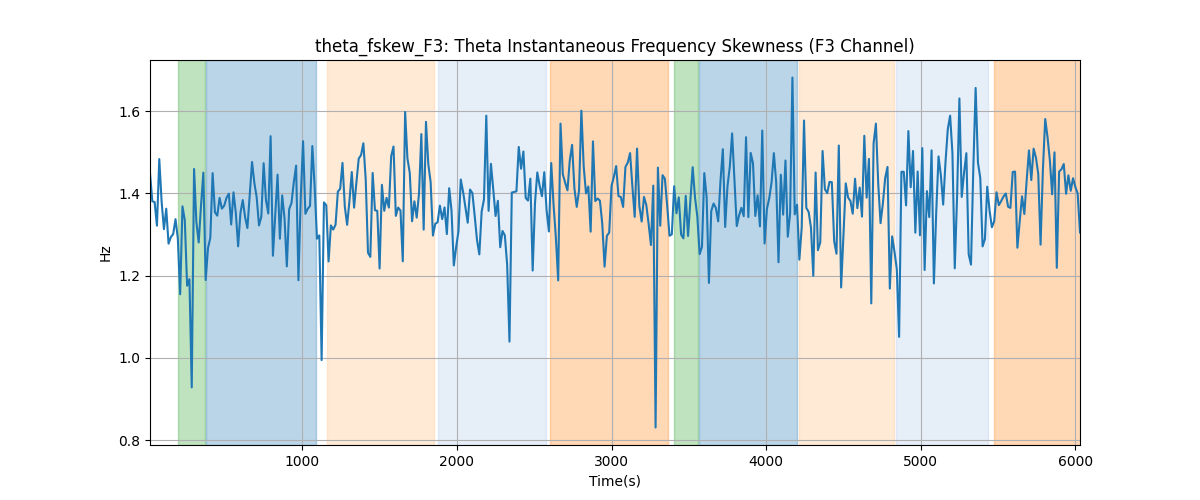 theta_fskew_F3: Theta Instantaneous Frequency Skewness (F3 Channel)
1.6
1.4
1.2
1.0
0.8
Hz
1000 2000 3000 4000 5000 6000
Time(s)